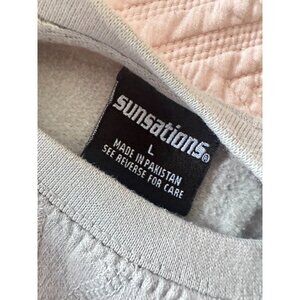 sunsations®
L
MADE IN PAKISTAN
SEE REVERSE FOR CARE